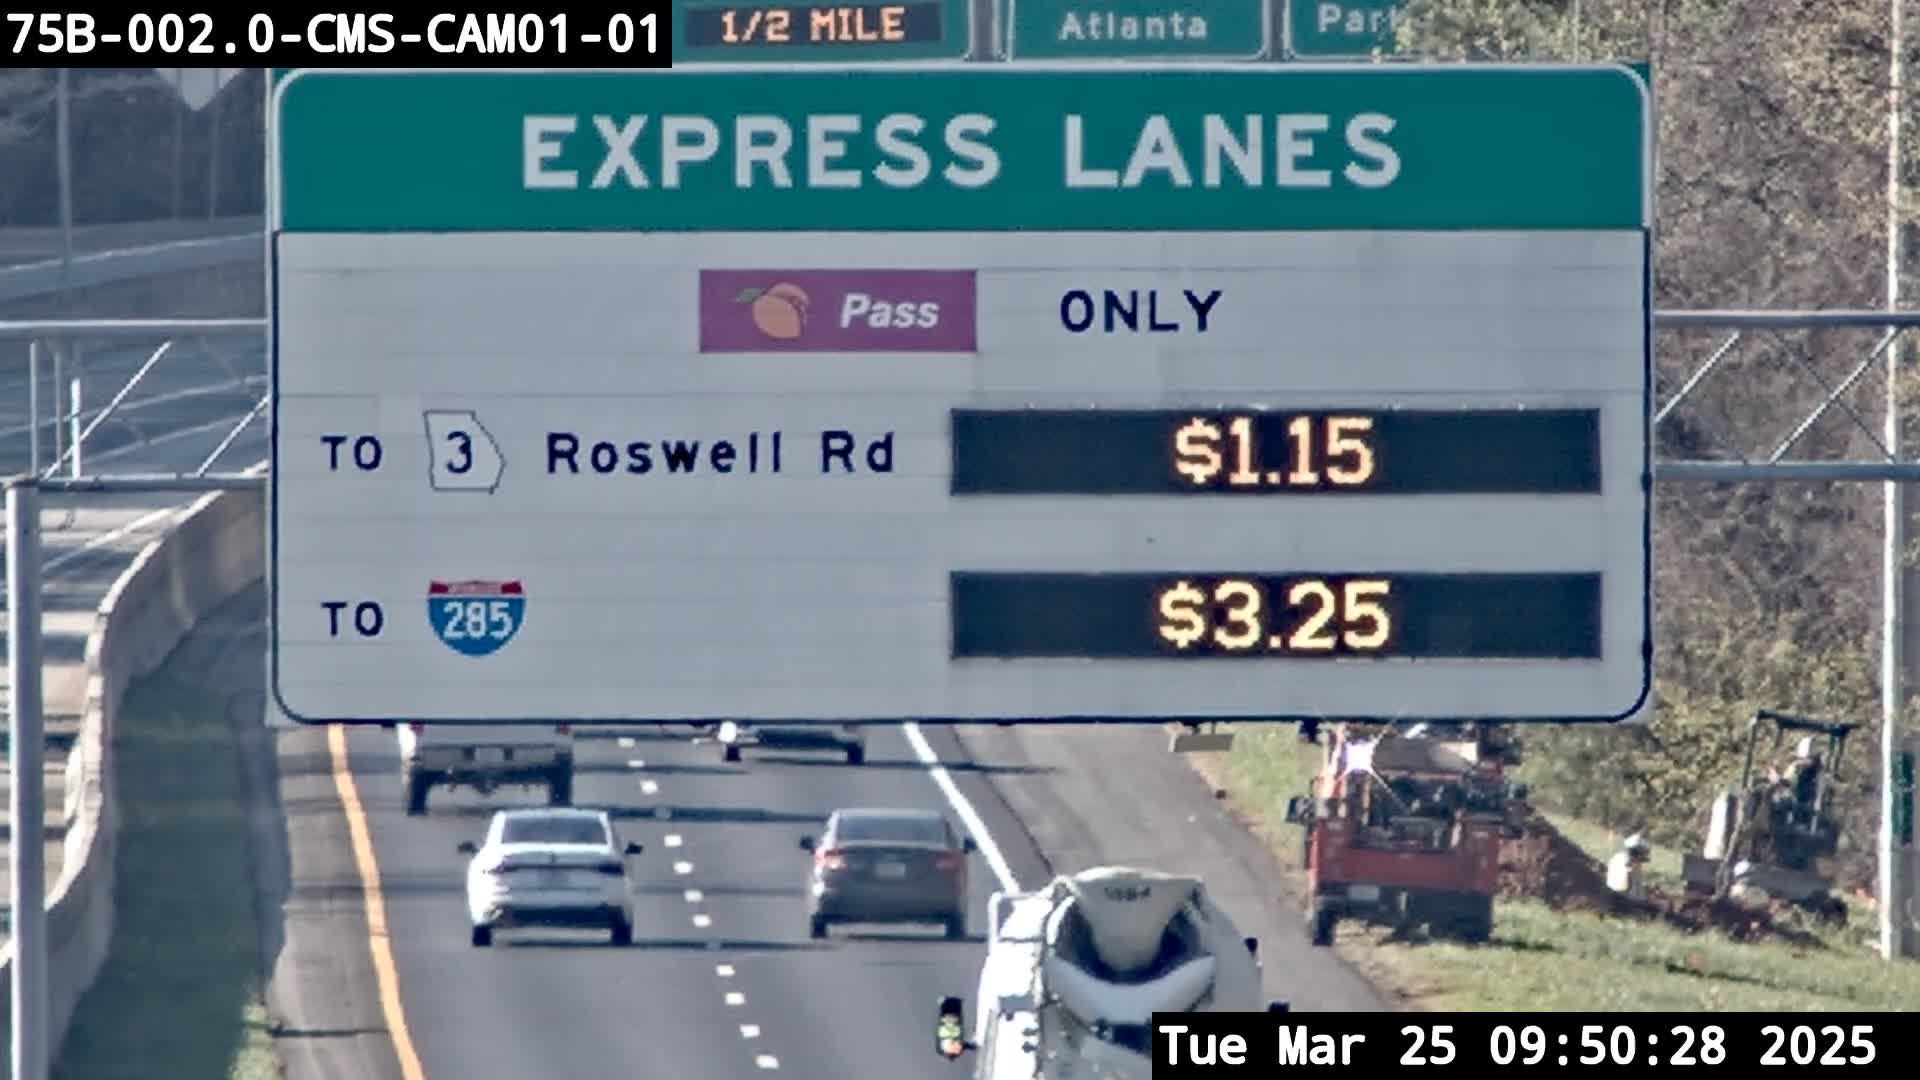 75B-002.0-CMS-CAM01-01
1/2 MILE
Atlanta
EXPRESS LANES
Pass ONLY
TO 3 Roswell Rd $1.15
TO 285 $3.25
Tue Mar 25 09:50:28 2025